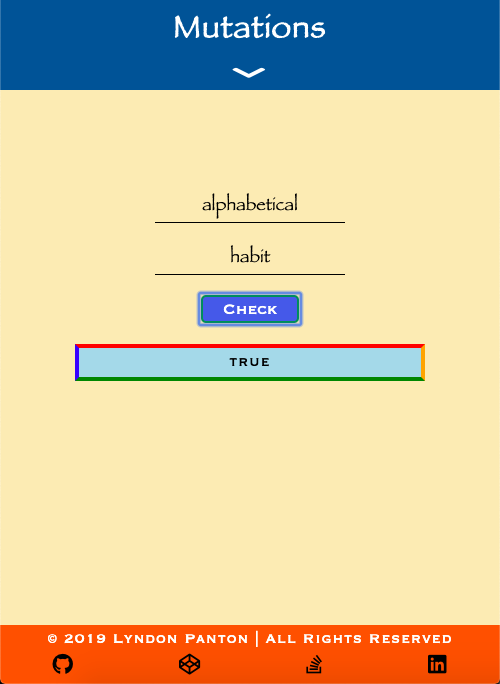 Mutations
alphabetical
habit
Check
TRUE
© 2019 Lyndon Panton | All Rights Reserved